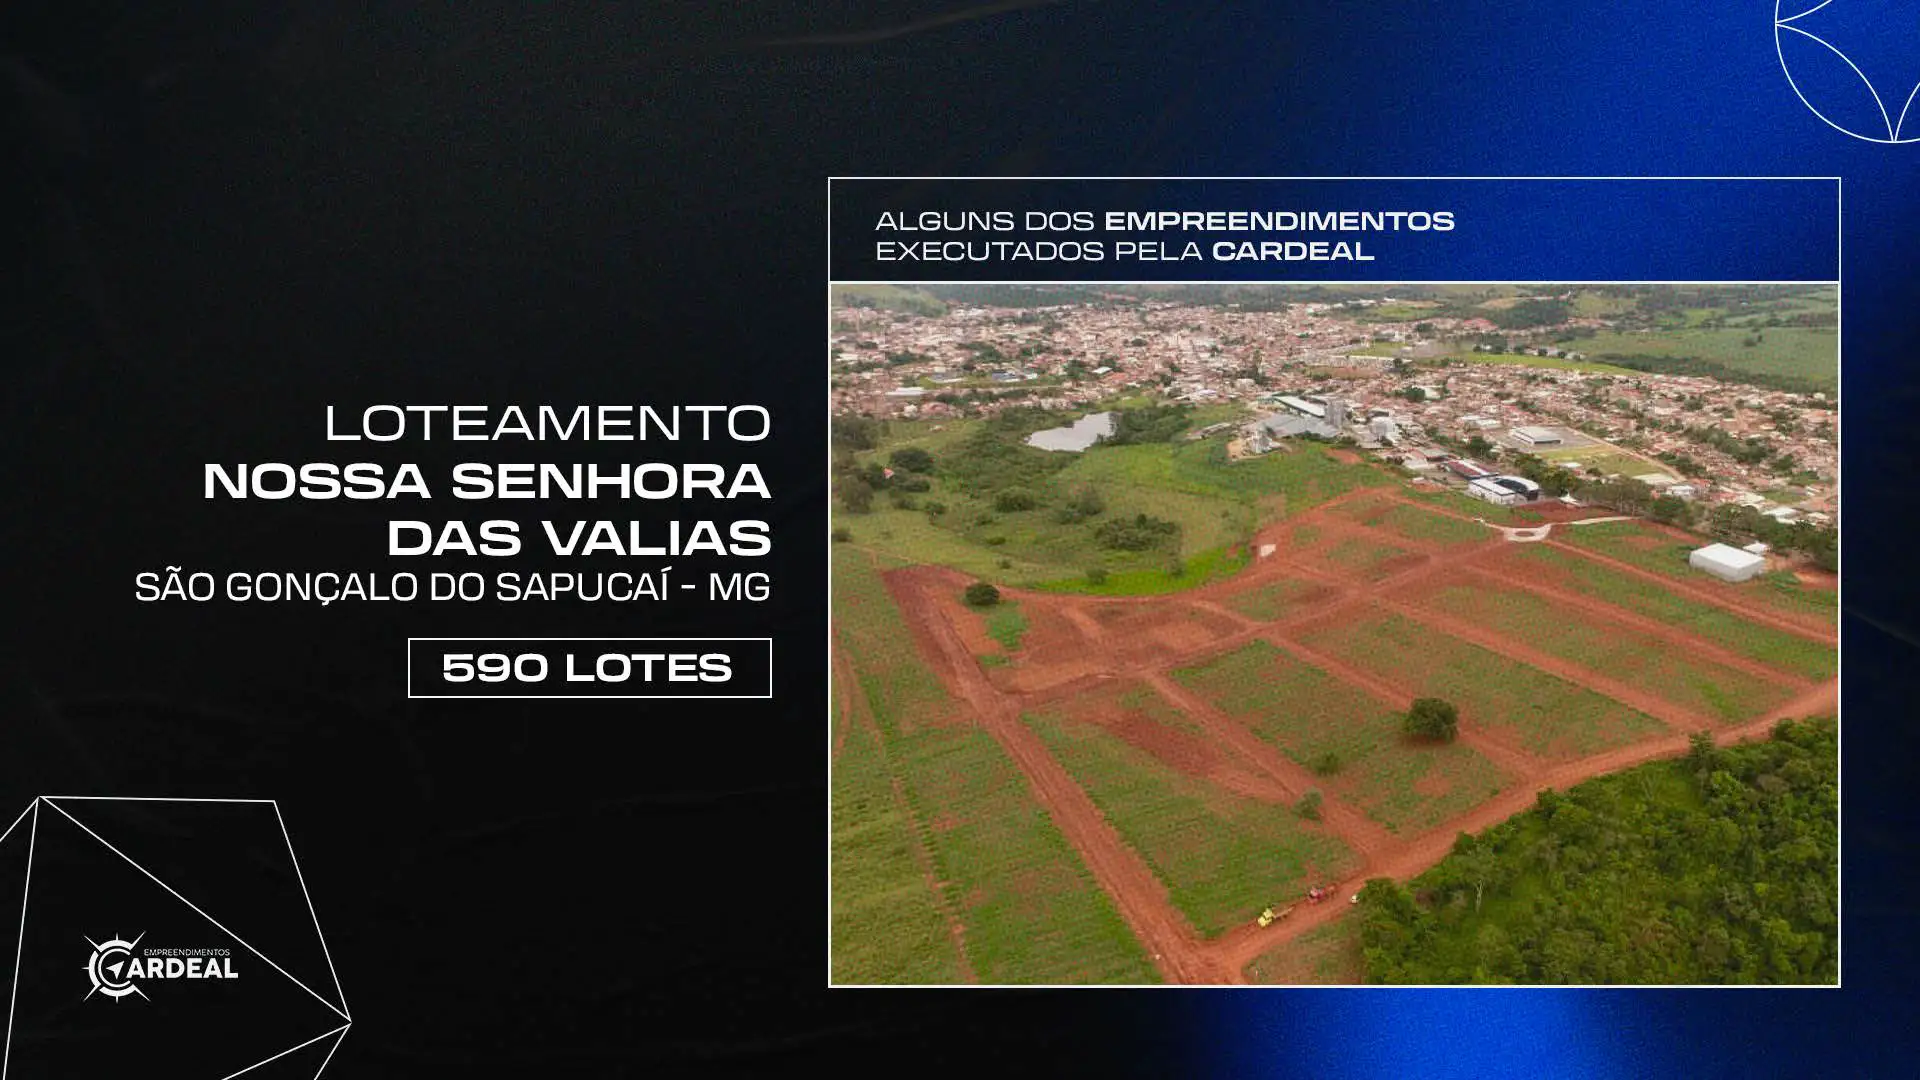 ALGUNS DOS EMPREENDIMENTOS
EXECUTADOS PELA CARDEAL
LOTEAMENTO
NOSSA SENHORA
DAS VALIAS
SÃO GONÇALO DO SAPUCAÍ - MG
590 LOTES
EMPREENDIMENTOS
CARDEAL